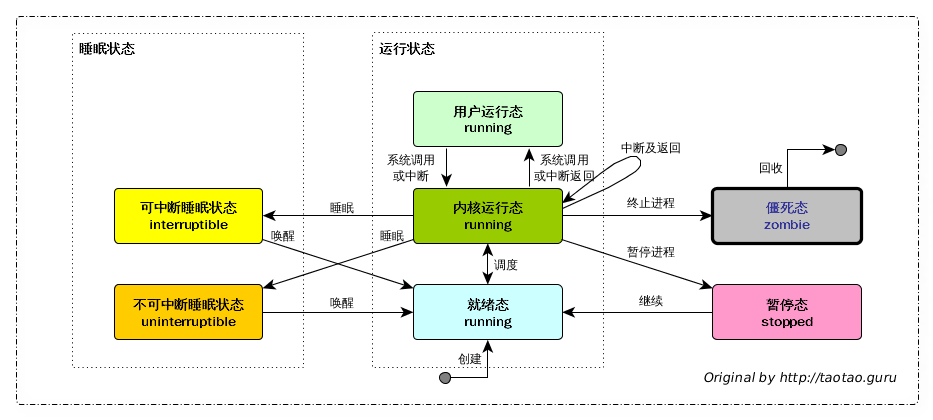 睡眠状态
运行状态
用户运行态
running
系统调用
或中断
系统调用
或中断返回
中断及返回
回收
可中断睡眠状态
interruptible
睡眠
内核运行态
running
终止进程
僵死态
zombie
唤醒
睡眠
调度
暂停进程
不可中断睡眠状态
uninterruptible
唤醒
就绪态
running
继续
暂停态
stopped
创建
Original by http://taotao.guru